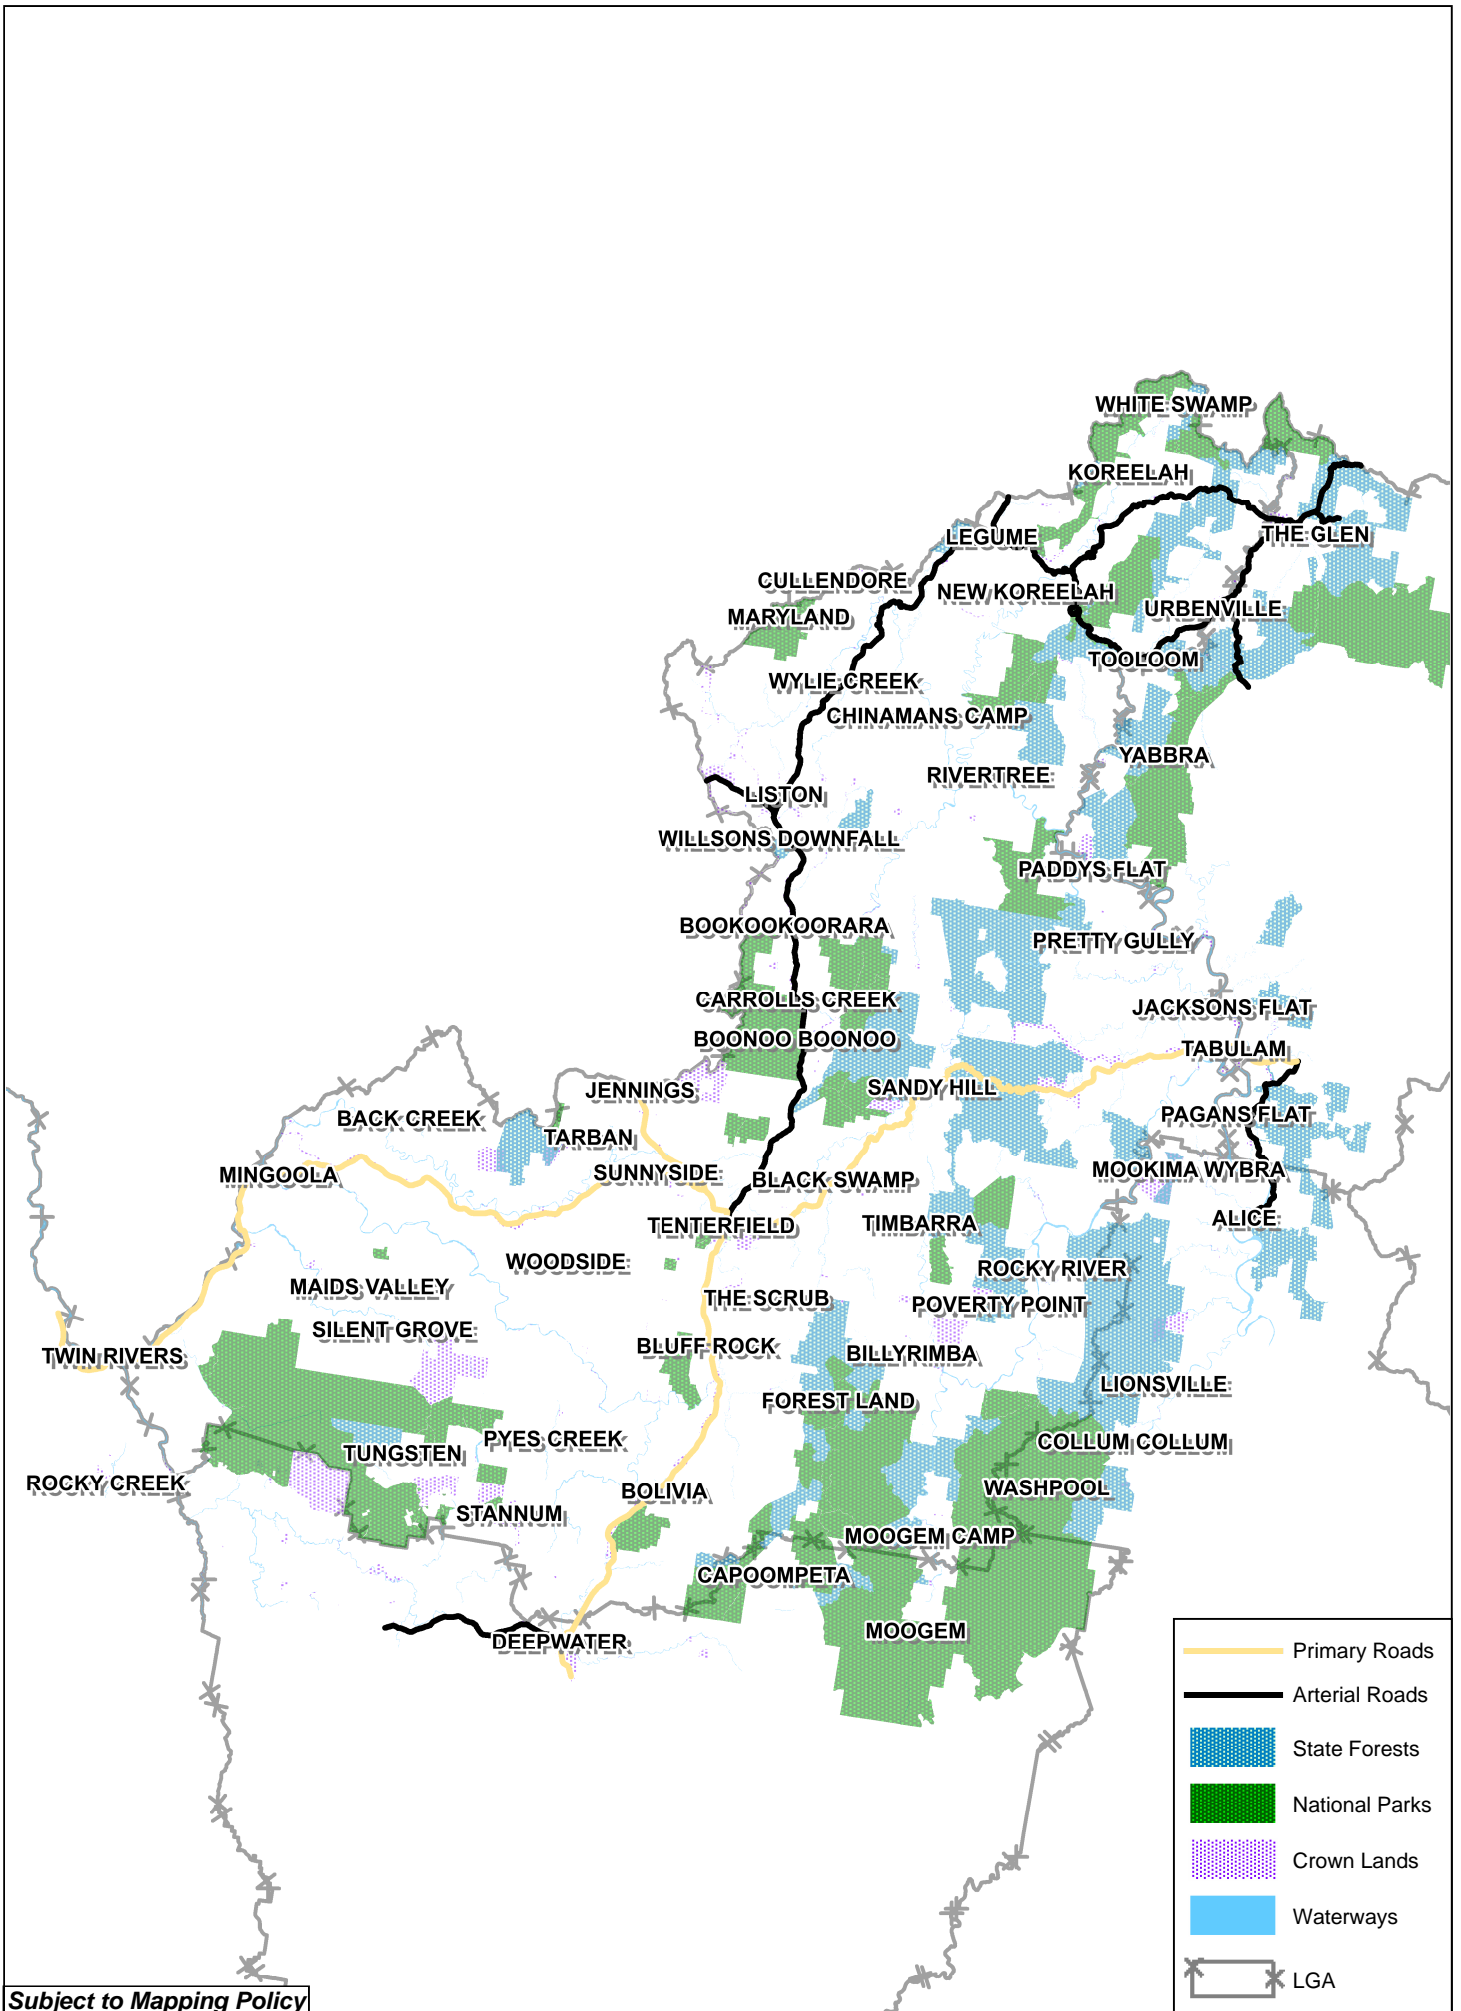 WHITE SWAMP
KOREELAH
LEGUME
THE GLEN
CULLENDORE
NEW KOREELAH
MARYLAND
URBENVILLE
TOOLOOM
WYLIE CREEK
CHINAMANS CAMP
YABBRA
RIVERTREE
LISTON
WILLSONS DOWNFALL
PADDYS FLAT
BOOKOOKOORARA
PRETTY GULLY
CARROLLS CREEK
JACKSONS FLAT
BOONOO BOONOO
TABULAM
JENNINGS
SANDY HILL
BACK CREEK
PAGANS FLAT
TARBAN
MINGOOLA
SUNNYSIDE
BLACK SWAMP
MOOKIMA WYBRA
TENTERFIELD
TIMBARRA
ALICE
WOODSIDE
ROCKY RIVER
MAIDS VALLEY
THE SCRUB
POVERTY POINT
SILENT GROVE
TWIN RIVERS
BLUFF ROCK
BILLYRIMBA
LIONSVILLE
FOREST LAND
TUNGSTEN
PYES CREEK
COLLUM COLLUM
ROCKY CREEK
BOLIVIA
WASHPOOL
STANNUM
MOOGEM CAMP
CAPOOMPETA
DEEPWATER
MOOGEM
Primary Roads
Arterial Roads
State Forests
National Parks
Crown Lands
Waterways
LGA
Subject to Mapping Policy